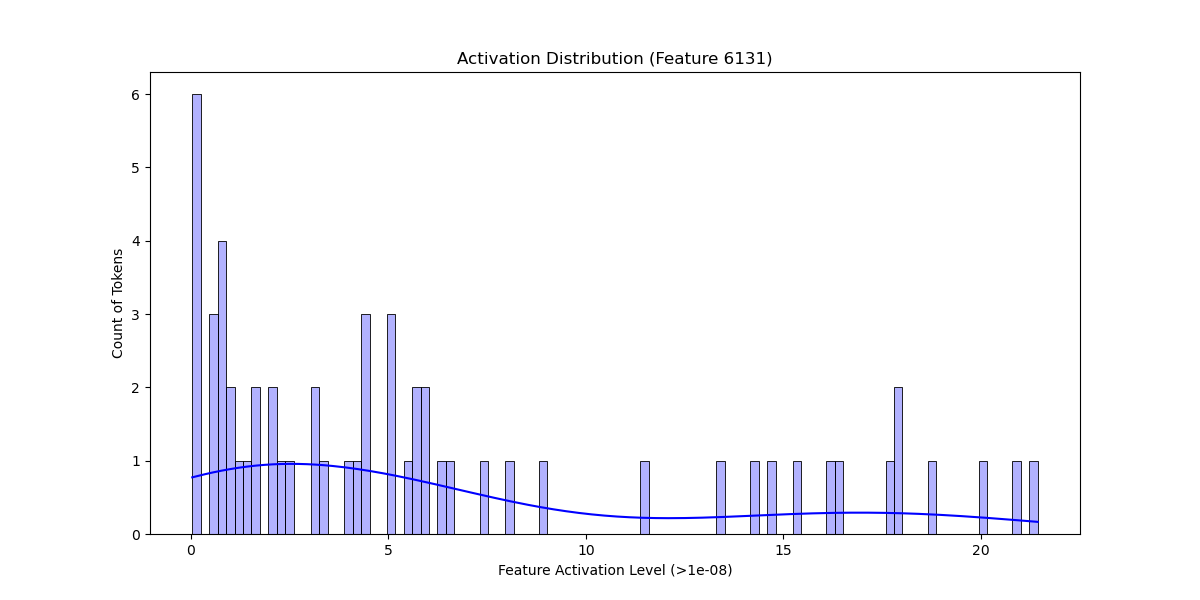 Activation Distribution (Feature 6131)
6
5
4
3
2
1
0
Count of Tokens
0 5 10 15 20
Feature Activation Level (>1e-08)